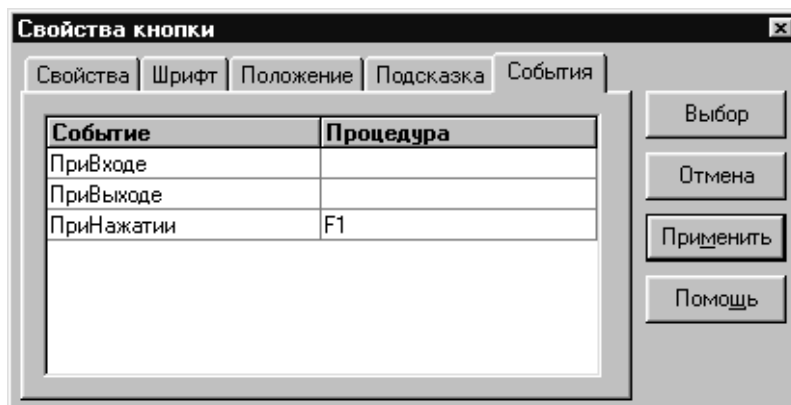 Свойства кнопки
Свойства Шрифт Положение Подсказка События
Событие Процедура
ПриВходе
ПриВыходе
ПриНажатии F1
Выбор
Отмена
Применить
Помощь